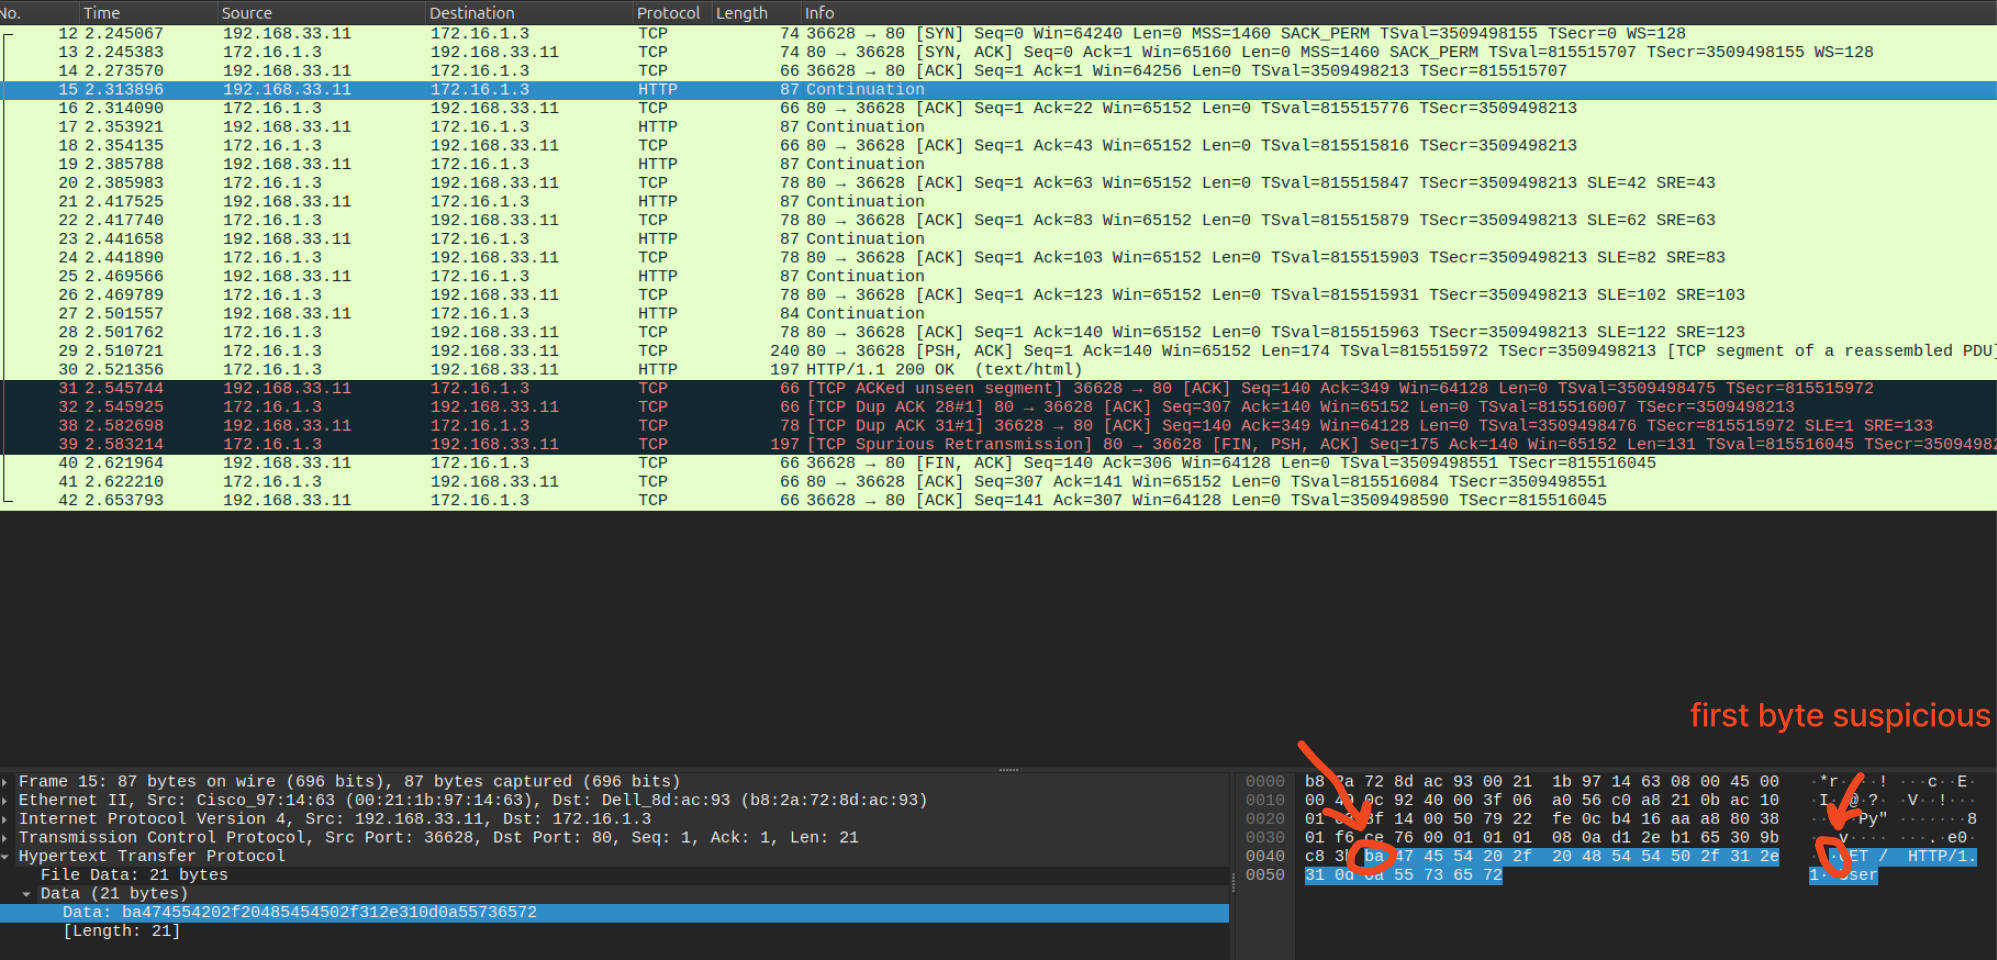 No. Time Source Destination Protocol Length Info
12 2.245067 192.168.33.11 172.16.1.3 TCP 74 36628 → 80 [SYN] Seq=0 Win=64240 Len=0 MSS=1460 SACK_PERM TSval=3509498155 TSecr=0 WS=128
13 2.245383 172.16.1.3 192.168.33.11 TCP 74 80 → 36628 [SYN, ACK] Seq=0 Ack=1 Win=65160 Len=0 MSS=1460 SACK_PERM TSval=815515707 TSecr=3509498155 WS=128
14 2.273570 192.168.33.11 172.16.1.3 TCP 66 36628 → 80 [ACK] Seq=1 Ack=1 Win=64256 Len=0 TSval=3509498213 TSecr=815515707
15 2.313896 192.168.33.11 172.16.1.3 HTTP 87 Continuation
16 2.314090 172.16.1.3 192.168.33.11 TCP 66 80 → 36628 [ACK] Seq=1 Ack=22 Win=65152 Len=0 TSval=815515776 TSecr=3509498213
17 2.353921 192.168.33.11 172.16.1.3 HTTP 87 Continuation
18 2.354135 172.16.1.3 192.168.33.11 TCP 66 80 → 36628 [ACK] Seq=1 Ack=43 Win=65152 Len=0 TSval=815515816 TSecr=3509498213
19 2.385788 192.168.33.11 172.16.1.3 HTTP 87 Continuation
20 2.385983 172.16.1.3 192.168.33.11 TCP 78 80 → 36628 [ACK] Seq=1 Ack=63 Win=65152 Len=0 TSval=815515847 TSecr=3509498213 SLE=42 SRE=43
21 2.417525 192.168.33.11 172.16.1.3 HTTP 87 Continuation
22 2.417740 172.16.1.3 192.168.33.11 TCP 78 80 → 36628 [ACK] Seq=1 Ack=83 Win=65152 Len=0 TSval=815515879 TSecr=3509498213 SLE=62 SRE=63
23 2.441658 192.168.33.11 172.16.1.3 HTTP 87 Continuation
24 2.441890 172.16.1.3 192.168.33.11 TCP 78 80 → 36628 [ACK] Seq=1 Ack=103 Win=65152 Len=0 TSval=815515903 TSecr=3509498213 SLE=82 SRE=83
25 2.469566 192.168.33.11 172.16.1.3 HTTP 87 Continuation
26 2.469789 172.16.1.3 192.168.33.11 TCP 78 80 → 36628 [ACK] Seq=1 Ack=123 Win=65152 Len=0 TSval=815515931 TSecr=3509498213 SLE=102 SRE=103
27 2.501557 192.168.33.11 172.16.1.3 HTTP 84 Continuation
28 2.501762 172.16.1.3 192.168.33.11 TCP 78 80 → 36628 [ACK] Seq=1 Ack=140 Win=65152 Len=0 TSval=815515963 TSecr=3509498213 SLE=122 SRE=123
29 2.510721 172.16.1.3 192.168.33.11 TCP 240 80 → 36628 [PSH, ACK] Seq=1 Ack=140 Win=65152 Len=174 TSval=815515972 TSecr=3509498213 [TCP segment of a reassembled PDU]
30 2.521356 172.16.1.3 192.168.33.11 HTTP 197 HTTP/1.1 200 OK (text/html)
31 2.545744 192.168.33.11 172.16.1.3 TCP 66 [TCP ACKed unseen segment] 36628 → 80 [ACK] Seq=140 Ack=349 Win=64128 Len=0 TSval=3509498475 TSecr=815515972
32 2.545925 172.16.1.3 192.168.33.11 TCP 66 [TCP Dup ACK 28#1] 80 → 36628 [ACK] Seq=307 Ack=140 Win=65152 Len=0 TSval=815516007 TSecr=3509498213
38 2.582698 192.168.33.11 172.16.1.3 TCP 78 [TCP Dup ACK 31#1] 36628 → 80 [ACK] Seq=140 Ack=349 Win=64128 Len=0 TSval=3509498476 TSecr=815515972 SLE=1 SRE=133
39 2.583214 172.16.1.3 192.168.33.11 TCP 197 [TCP Spurious Retransmission] 80 → 36628 [FIN, PSH, ACK] Seq=175 Ack=140 Win=65152 Len=131 TSval=815516045 TSecr=35094982
40 2.621964 192.168.33.11 172.16.1.3 TCP 66 36628 → 80 [FIN, ACK] Seq=140 Ack=306 Win=64128 Len=0 TSval=3509498551 TSecr=815516045
41 2.622210 172.16.1.3 192.168.33.11 TCP 66 80 → 36628 [ACK] Seq=307 Ack=141 Win=65152 Len=0 TSval=815516084 TSecr=3509498551
42 2.653793 192.168.33.11 172.16.1.3 TCP 66 36628 → 80 [ACK] Seq=141 Ack=307 Win=64128 Len=0 TSval=3509498590 TSecr=815516045
first byte suspicious
Frame 15: 87 bytes on wire (696 bits), 87 bytes captured (696 bits)
Ethernet II, Src: Cisco_97:14:63 (00:21:1b:97:14:63), Dst: Dell_8d:ac:93 (b8:2a:72:8d:ac:93)
Internet Protocol Version 4, Src: 192.168.33.11, Dst: 172.16.1.3
Transmission Control Protocol, Src Port: 36628, Dst Port: 80, Seq: 1, Ack: 1, Len: 21
Hypertext Transfer Protocol
File Data: 21 bytes
Data (21 bytes)
Data: ba474554202f20485454502f312e310d0a55736572
[Length: 21]
0000 b8 2a 72 8d ac 93 00 21 1b 97 14 63 08 00 45 00 ·*r····! ···c··E·
0010 00 49 0c 92 40 00 3f 06 a0 56 c0 a8 21 0b ac 10 ·I··@·?· ·V··!···
0020 01 03 8f 14 00 50 79 22 fe 0c b4 16 aa a8 80 38 ·····Py" ·······8
0030 01 f6 ce 76 00 01 01 01 08 0a d1 2e b1 65 30 9b ···v···· ···.·e0·
0040 c8 3b ba 47 45 54 20 2f 20 48 54 54 50 2f 31 2e ·GET / HTTP/1.
0050 31 0d 0a 55 73 65 72 1··User